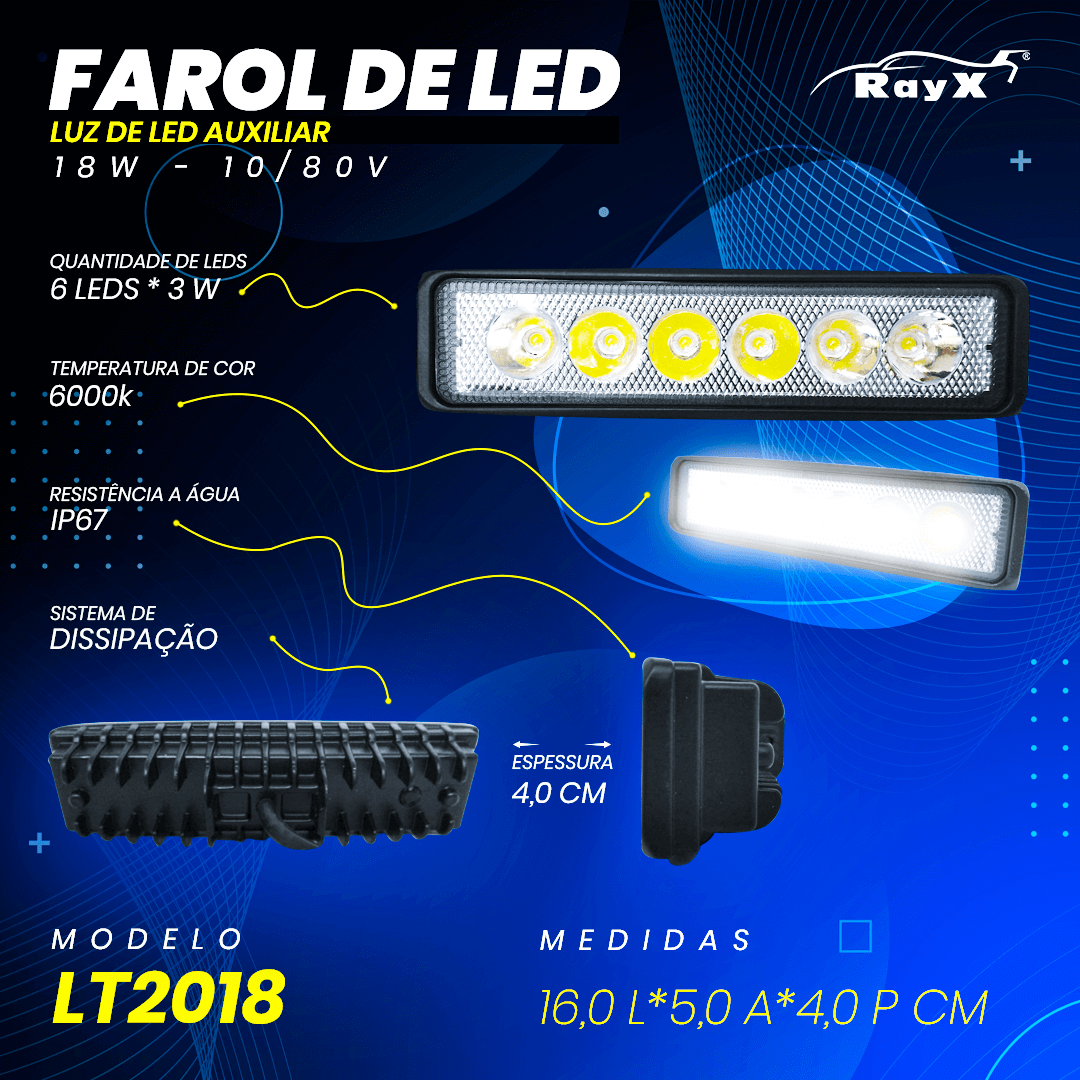 FAROL DE LED
RayX®
LUZ DE LED AUXILIAR
18W - 10/80V
QUANTIDADE DE LEDS
6 LEDS * 3 W
TEMPERATURA DE COR
6000k
RESISTÊNCIA A ÁGUA
IP67
SISTEMA DE
DISSIPAÇÃO
ESPESSURA
4,0 CM
MODELO
LT2018
MEDIDAS
16,0 L*5,0 A*4,0 P CM